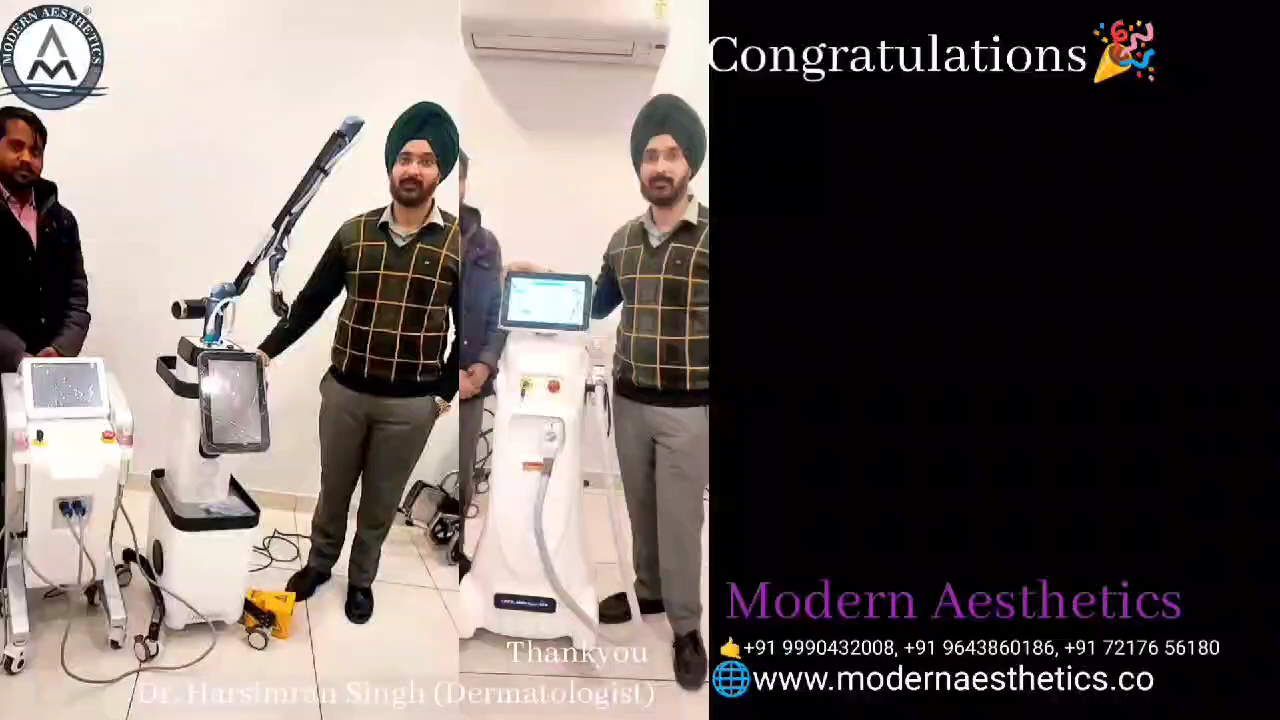 MODERN AESTHETICS®
Congratulations🎉
Thankyou
Dr. Harsimran Singh (Dermatologist)
Modern Aesthetics
🤙+91 9990432008, +91 9643860186, +91 72176 56180
🌐www.modernaesthetics.co